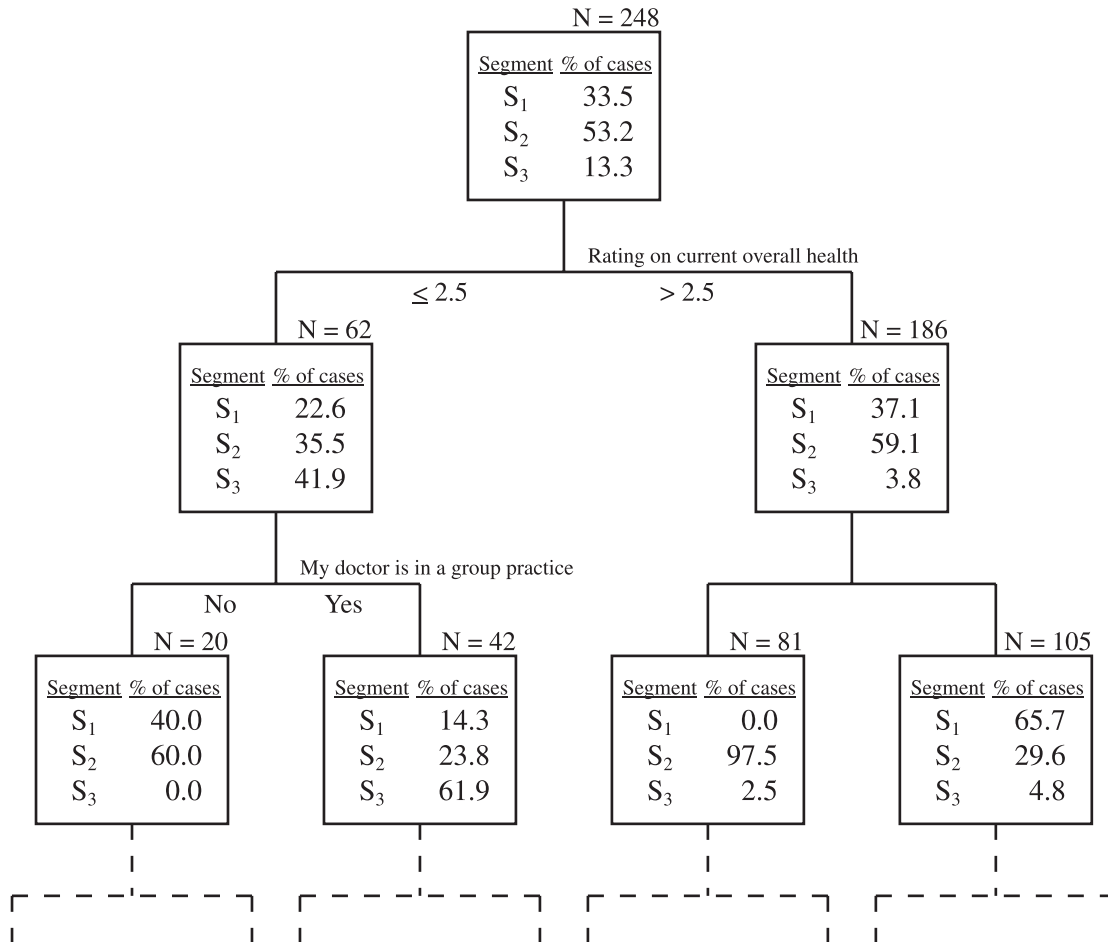 N = 248
Segment % of cases
S₁ 33.5
S₂ 53.2
S₃ 13.3
Rating on current overall health
≤ 2.5 > 2.5
N = 62 N = 186
Segment % of cases Segment % of cases
S₁ 22.6 S₁ 37.1
S₂ 35.5 S₂ 59.1
S₃ 41.9 S₃ 3.8
My doctor is in a group practice
No Yes
N = 20 N = 42 N = 81 N = 105
Segment % of cases Segment % of cases Segment % of cases Segment % of cases
S₁ 40.0 S₁ 14.3 S₁ 0.0 S₁ 65.7
S₂ 60.0 S₂ 23.8 S₂ 97.5 S₂ 29.6
S₃ 0.0 S₃ 61.9 S₃ 2.5 S₃ 4.8